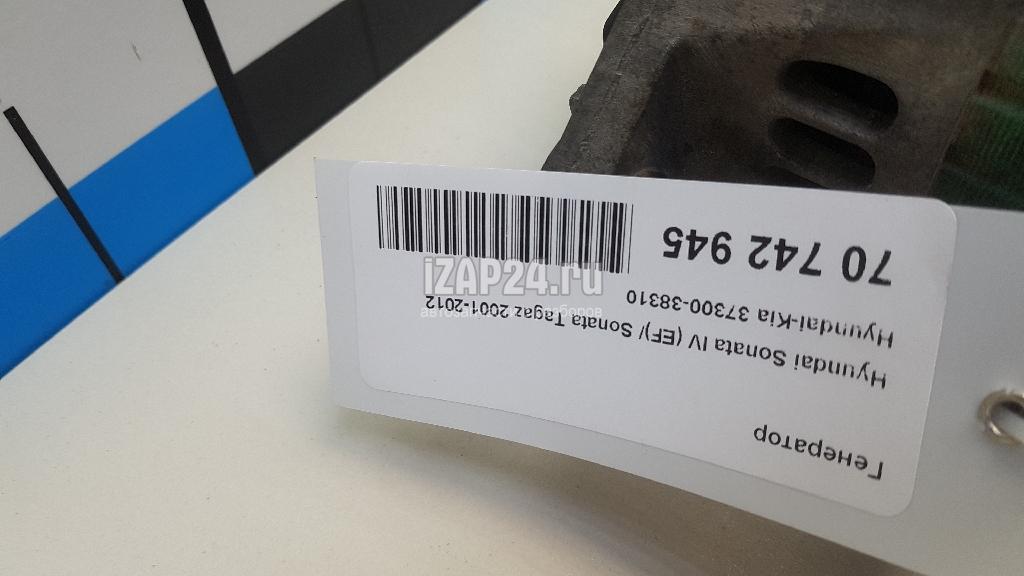 Генератор
Hyundai Sonata IV (EF)/ Sonata Tagaz 2001-2012
Hyundai-Kia 37300-38310
70 742 945
iZAP24.ru